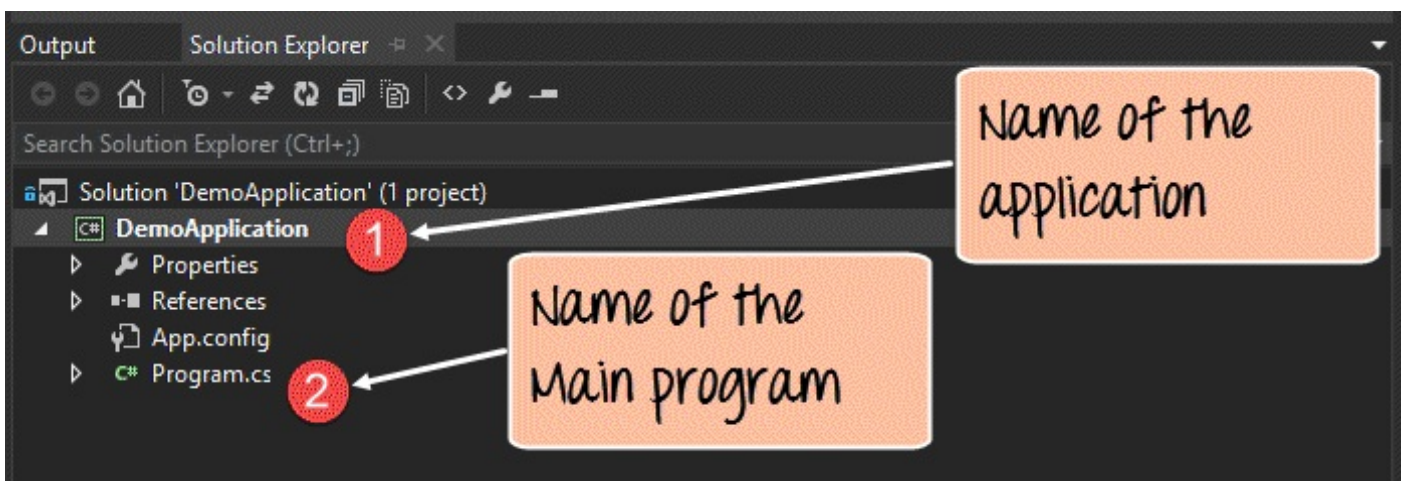 Output Solution Explorer
Search Solution Explorer (Ctrl+;)
Name of the
application
Solution 'DemoApplication' (1 project)
C# DemoApplication 1
Properties
References
App.config
C# Program.cs 2
Name of the
Main program